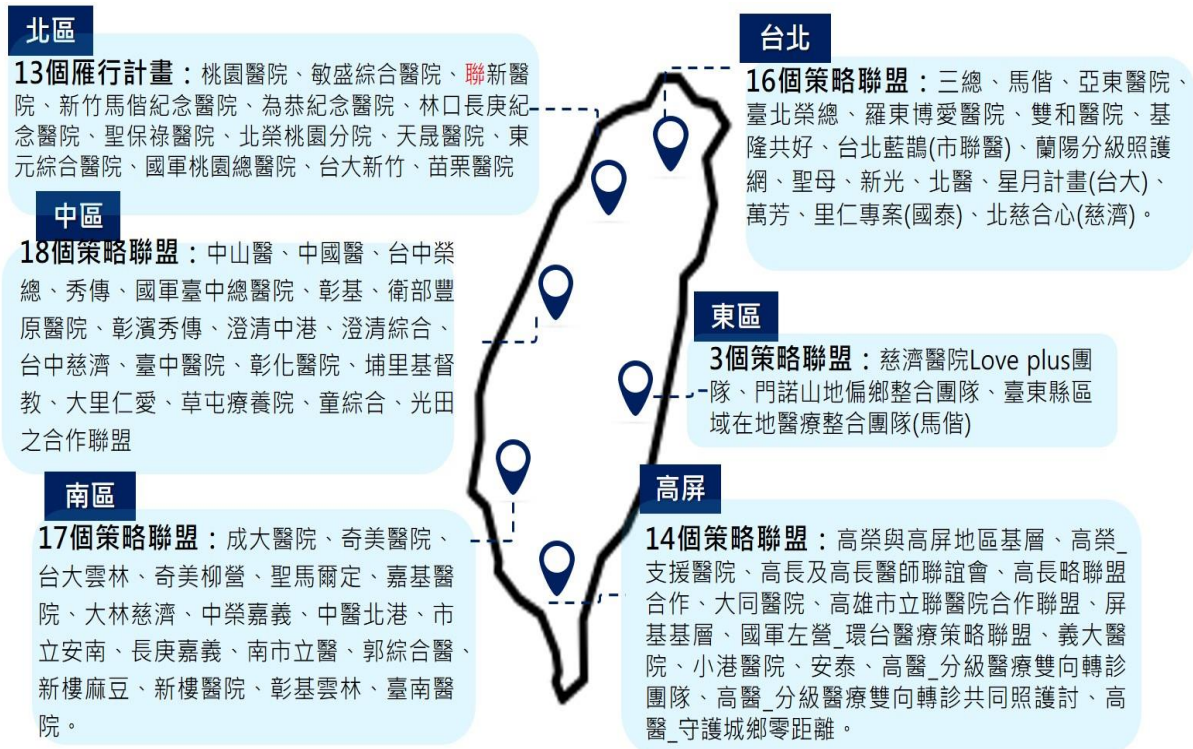 北區
13個雁行計畫：桃園醫院、敏盛綜合醫院、聯新醫
院、新竹馬偕紀念醫院、為恭紀念醫院、林口長庚紀
念醫院、聖保祿醫院、北榮桃園分院、天晟醫院、東
元綜合醫院、國軍桃園總醫院、台大新竹、苗栗醫院
台北
16個策略聯盟：三總、馬偕、亞東醫院、
臺北榮總、羅東博愛醫院、雙和醫院、基
隆共好、台北藍鵲(市聯醫)、蘭陽分級照護
網、聖母、新光、北醫、星月計畫(台大)、
萬芳、里仁專案(國泰)、北慈合心(慈濟)。
中區
18個策略聯盟：中山醫、中國醫、台中榮
總、秀傳、國軍臺中總醫院、彰基、衛部豐
原醫院、彰濱秀傳、澄清中港、澄清綜合、
台中慈濟、臺中醫院、彰化醫院、埔里基督
教、大里仁愛、草屯療養院、童綜合、光田
之合作聯盟
東區
3個策略聯盟：慈濟醫院Love plus團
隊、門諾山地偏鄉整合團隊、臺東縣區
域在地醫療整合團隊(馬偕)
南區
17個策略聯盟：成大醫院、奇美醫院、
台大雲林、奇美柳營、聖馬爾定、嘉基醫
院、大林慈濟、中榮嘉義、中醫北港、市
立安南、長庚嘉義、南市立醫、郭綜合醫、
新樓麻豆、新樓醫院、彰基雲林、臺南醫
院。
高屏
14個策略聯盟：高榮與高屏地區基層、高榮_
支援醫院、高長及高長醫師聯誼會、高長略聯盟
合作、大同醫院、高雄市立聯醫院合作聯盟、屏
基基層、國軍左營_環台醫療策略聯盟、義大醫
院、小港醫院、安泰、高醫_分級醫療雙向轉診
團隊、高醫_分級醫療雙向轉診共同照護討、高
醫_守護城鄉零距離。